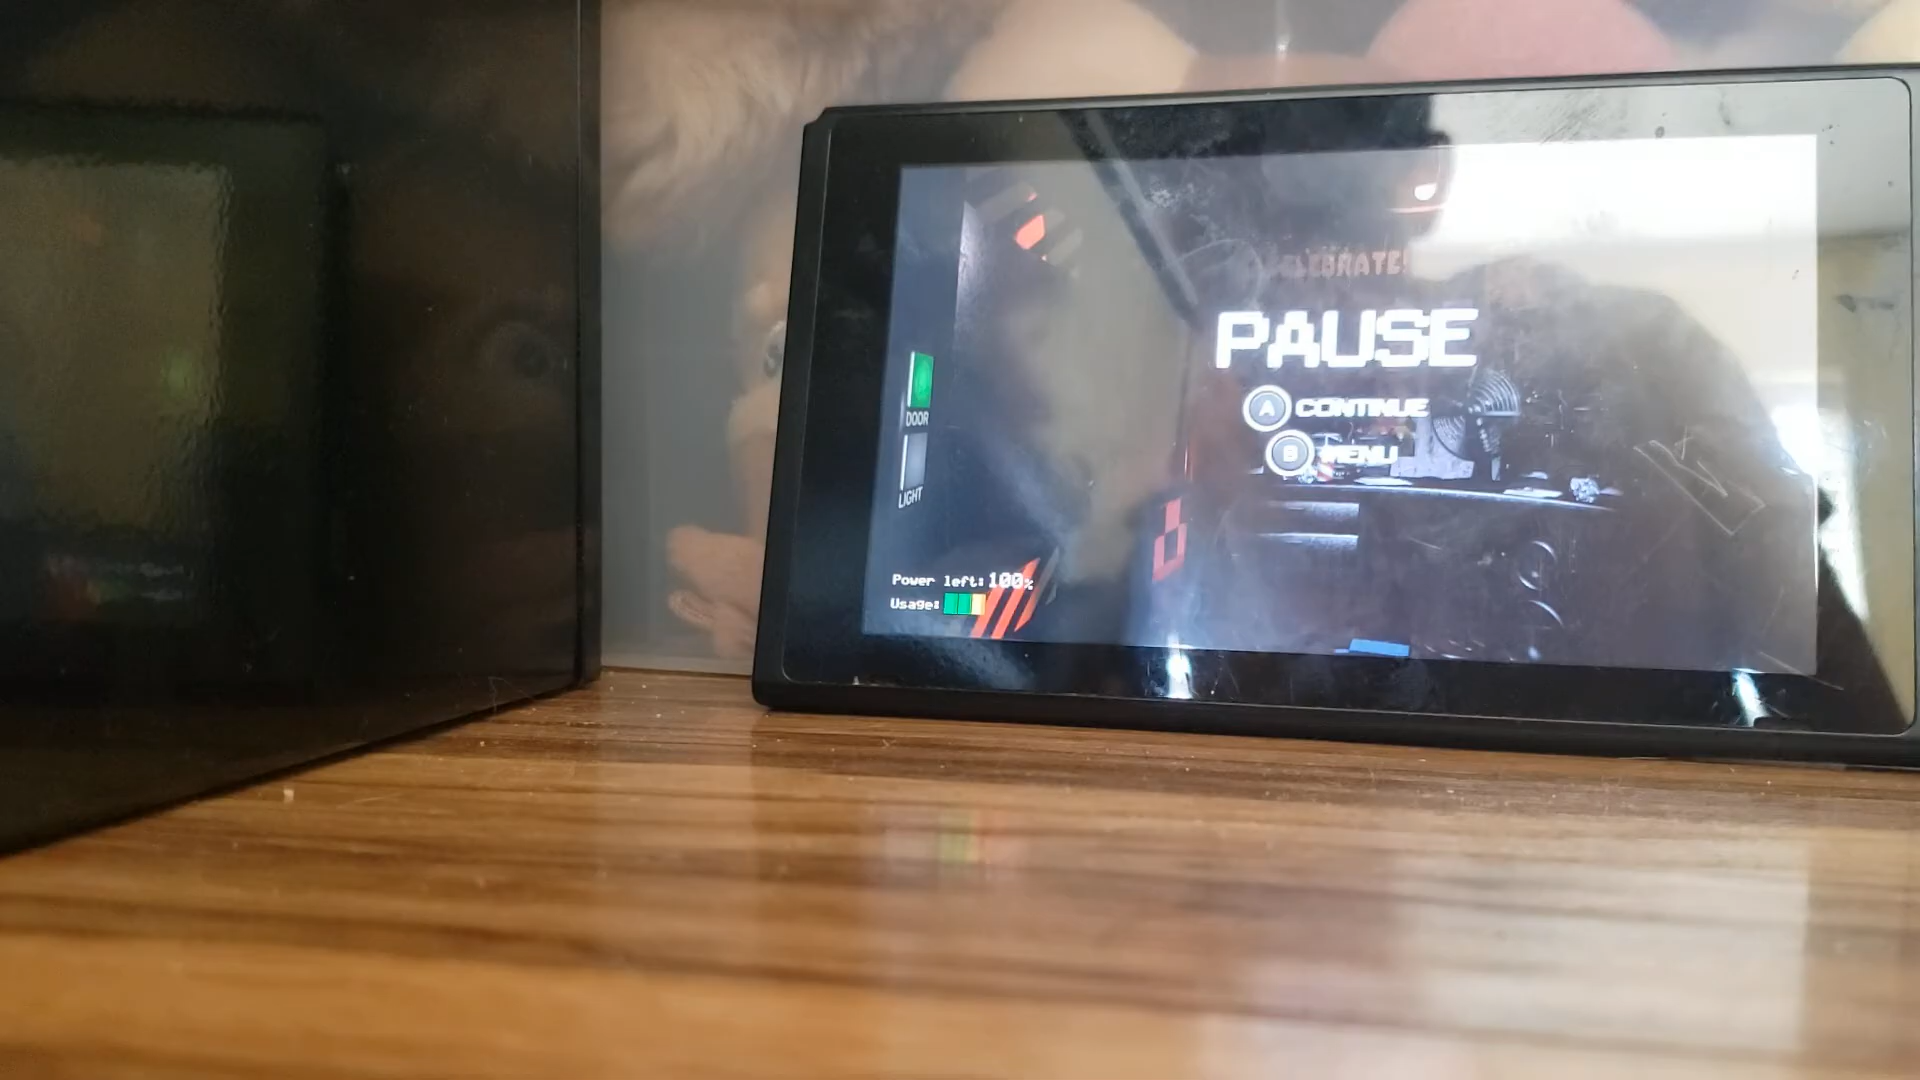 CELEBRATE!
PAUSE
A CONTINUE
B MENU
DOOR
LIGHT
Power left: 100%
Usage: